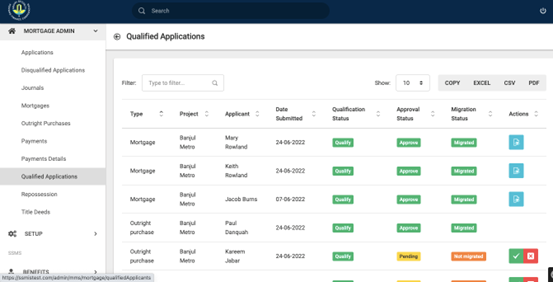 Search
MORTGAGE ADMIN
Qualified Applications
Applications
Disqualified Applications
Journals
Mortgages
Outright Purchases
Payments
Payments Details
Qualified Applications
Repossession
Title Deeds
SETUP
BENEFITS
https://samistest.com/admin/mma/mortgage/qualifiedApplicants
Filter: Type to filter... Show: 10 COPY EXCEL CSV PDF
Type Project Applicant Date Submitted Qualification Status Approval Status Migration Status Actions
Mortgage Banjul Metro Mary Rowland 24-06-2022 Qualify Approve Migrated
Mortgage Banjul Metro Keith Rowland 24-06-2022 Qualify Approve Migrated
Mortgage Banjul Metro Jacob Burns 07-06-2022 Qualify Approve Migrated
Outright purchase Banjul Metro Paul Danquah 24-06-2022 Qualify Approve Migrated
Outright purchase Banjul Metro Kareem Jabar 24-06-2022 Qualify Pending Not migrated